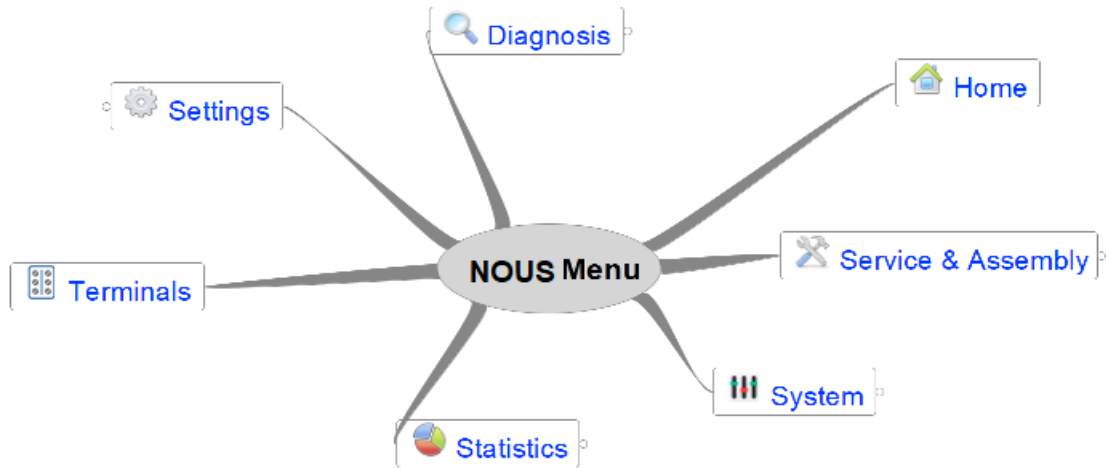 Diagnosis
Home
Settings
Service & Assembly
NOUS Menu
Terminals
System
Statistics